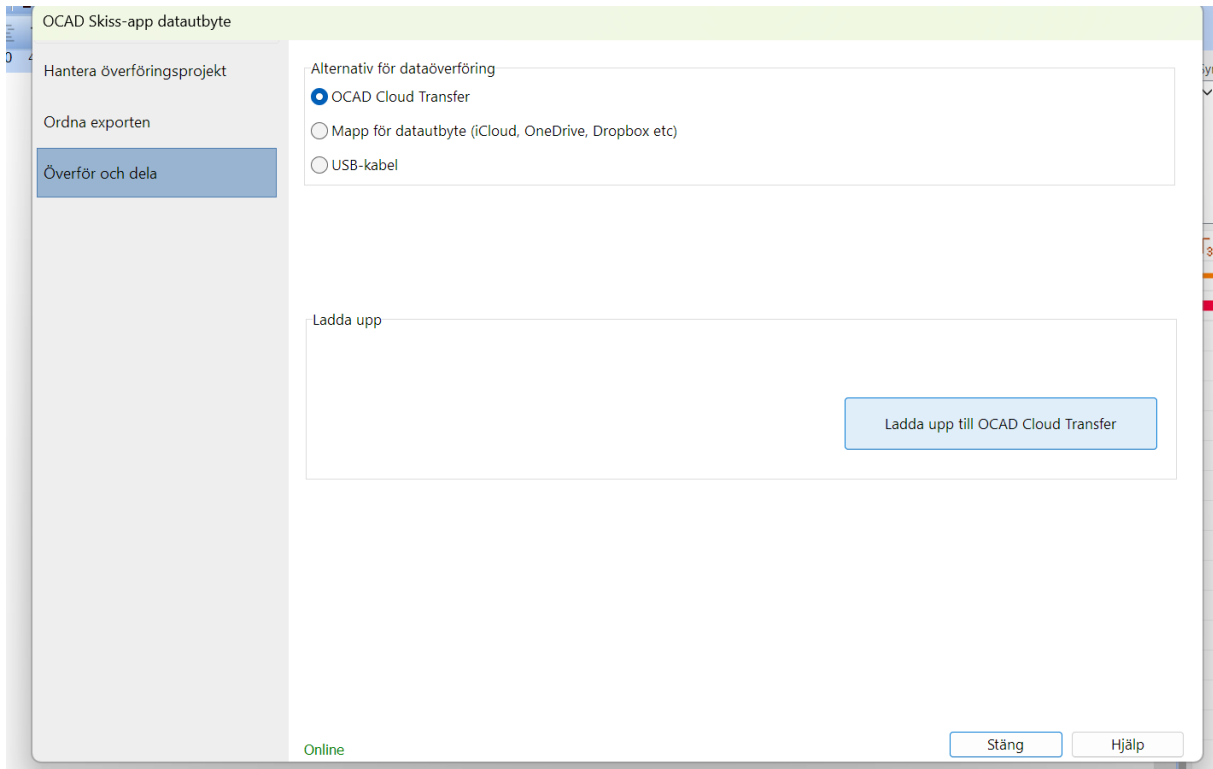 OCAD Skiss-app datautbyte
Hantera överföringsprojekt
Ordna exporten
Överför och dela
Alternativ för dataöverföring
OCAD Cloud Transfer
Mapp för datautbyte (iCloud, OneDrive, Dropbox etc)
USB-kabel
Ladda upp
Ladda upp till OCAD Cloud Transfer
Online
Stäng
Hjälp